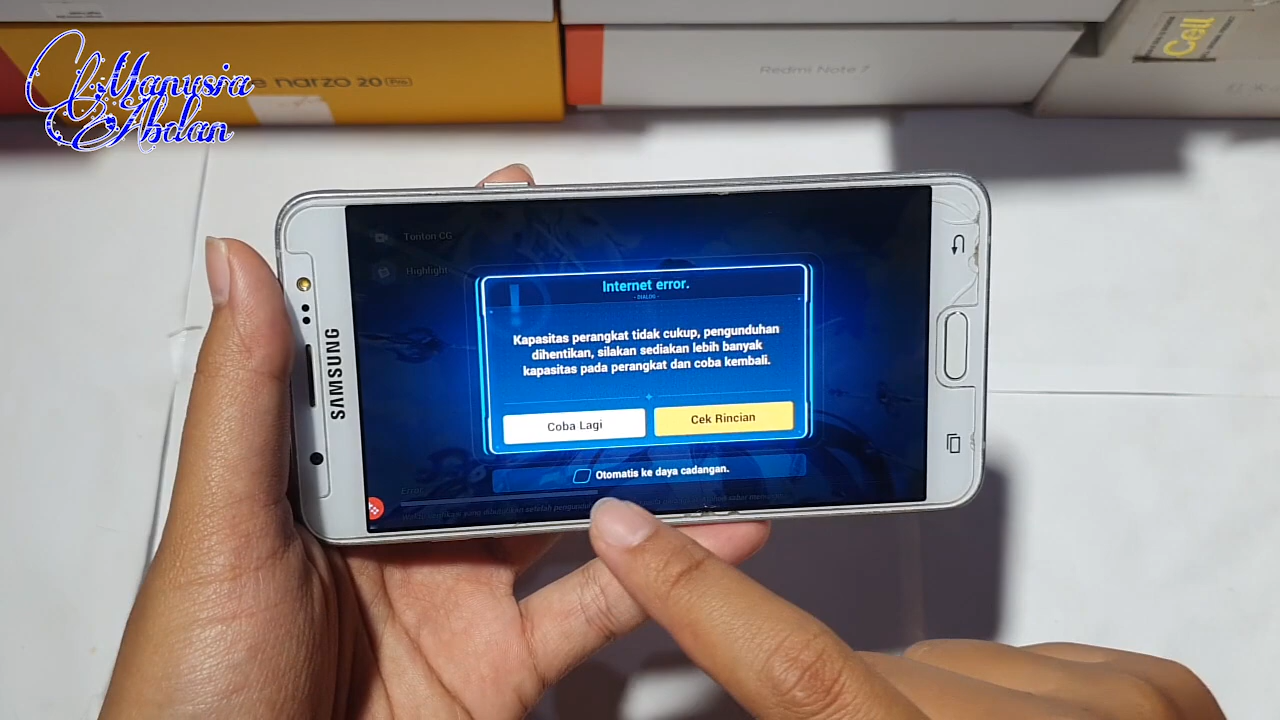 Manusia
Abdan
narzo 20 Pro
Redmi Note 7
Cell
SAMSUNG
Tonton CG
Highlight
Internet error.
- DIALOG -
Kapasitas perangkat tidak cukup, pengunduhan
dihentikan, silakan sediakan lebih banyak
kapasitas pada perangkat dan coba kembali.
Coba Lagi
Cek Rincian
Otomatis ke daya cadangan.
Error